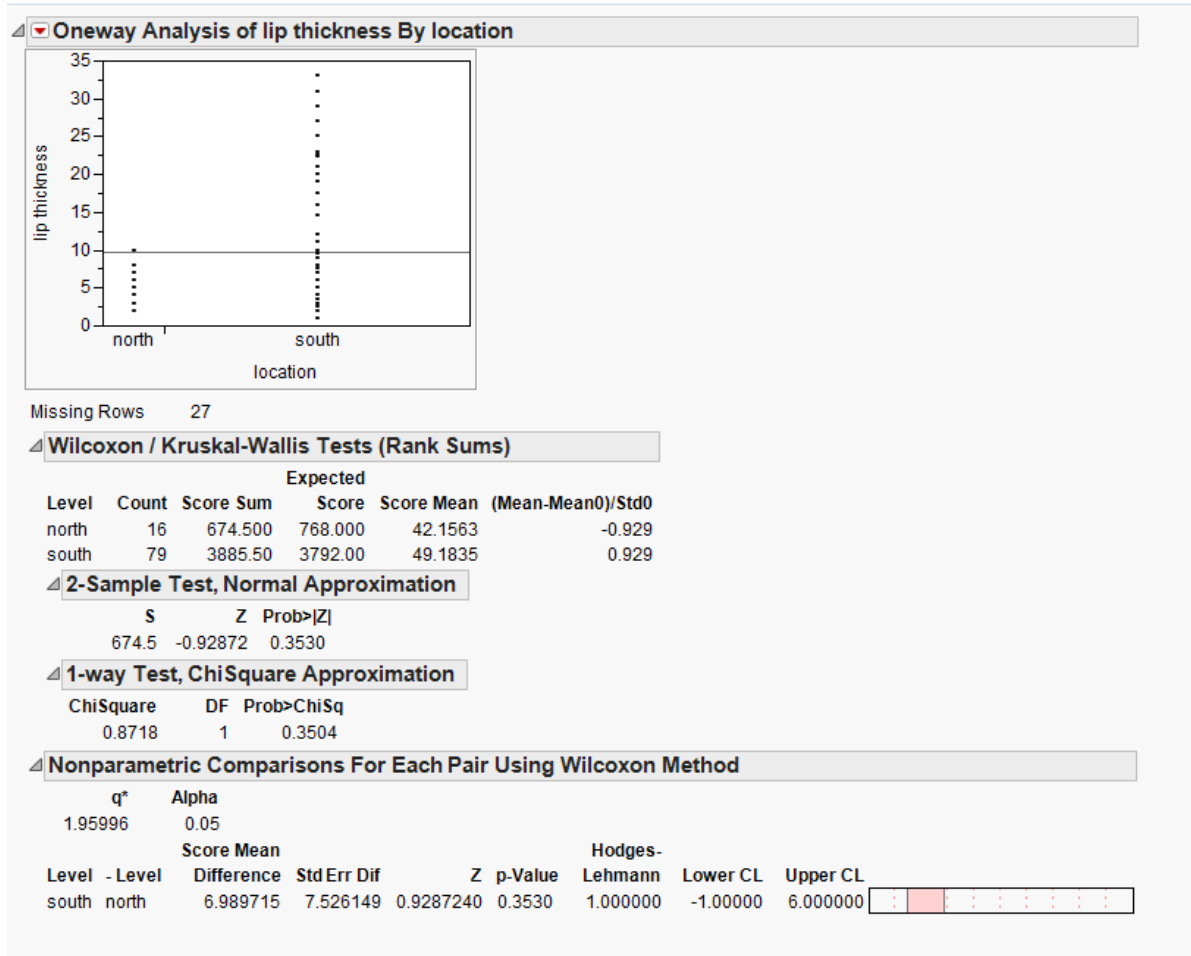 Oneway Analysis of lip thickness By location
35
30
25
20
15
10
5
0
lip thickness
north south
location
Missing Rows 27
Wilcoxon / Kruskal-Wallis Tests (Rank Sums)
Expected
Level Count Score Sum Score Score Mean (Mean-Mean0)/Std0
north 16 674.500 768.000 42.1563 -0.929
south 79 3885.50 3792.00 49.1835 0.929
2-Sample Test, Normal Approximation
S Z Prob>|Z|
674.5 -0.92872 0.3530
1-way Test, ChiSquare Approximation
ChiSquare DF Prob>ChiSq
0.8718 1 0.3504
Nonparametric Comparisons For Each Pair Using Wilcoxon Method
q* Alpha
1.95996 0.05
Score Mean Hodges-
Level - Level Difference Std Err Dif Z p-Value Lehmann Lower CL Upper CL
south north 6.989715 7.526149 0.9287240 0.3530 1.000000 -1.00000 6.000000